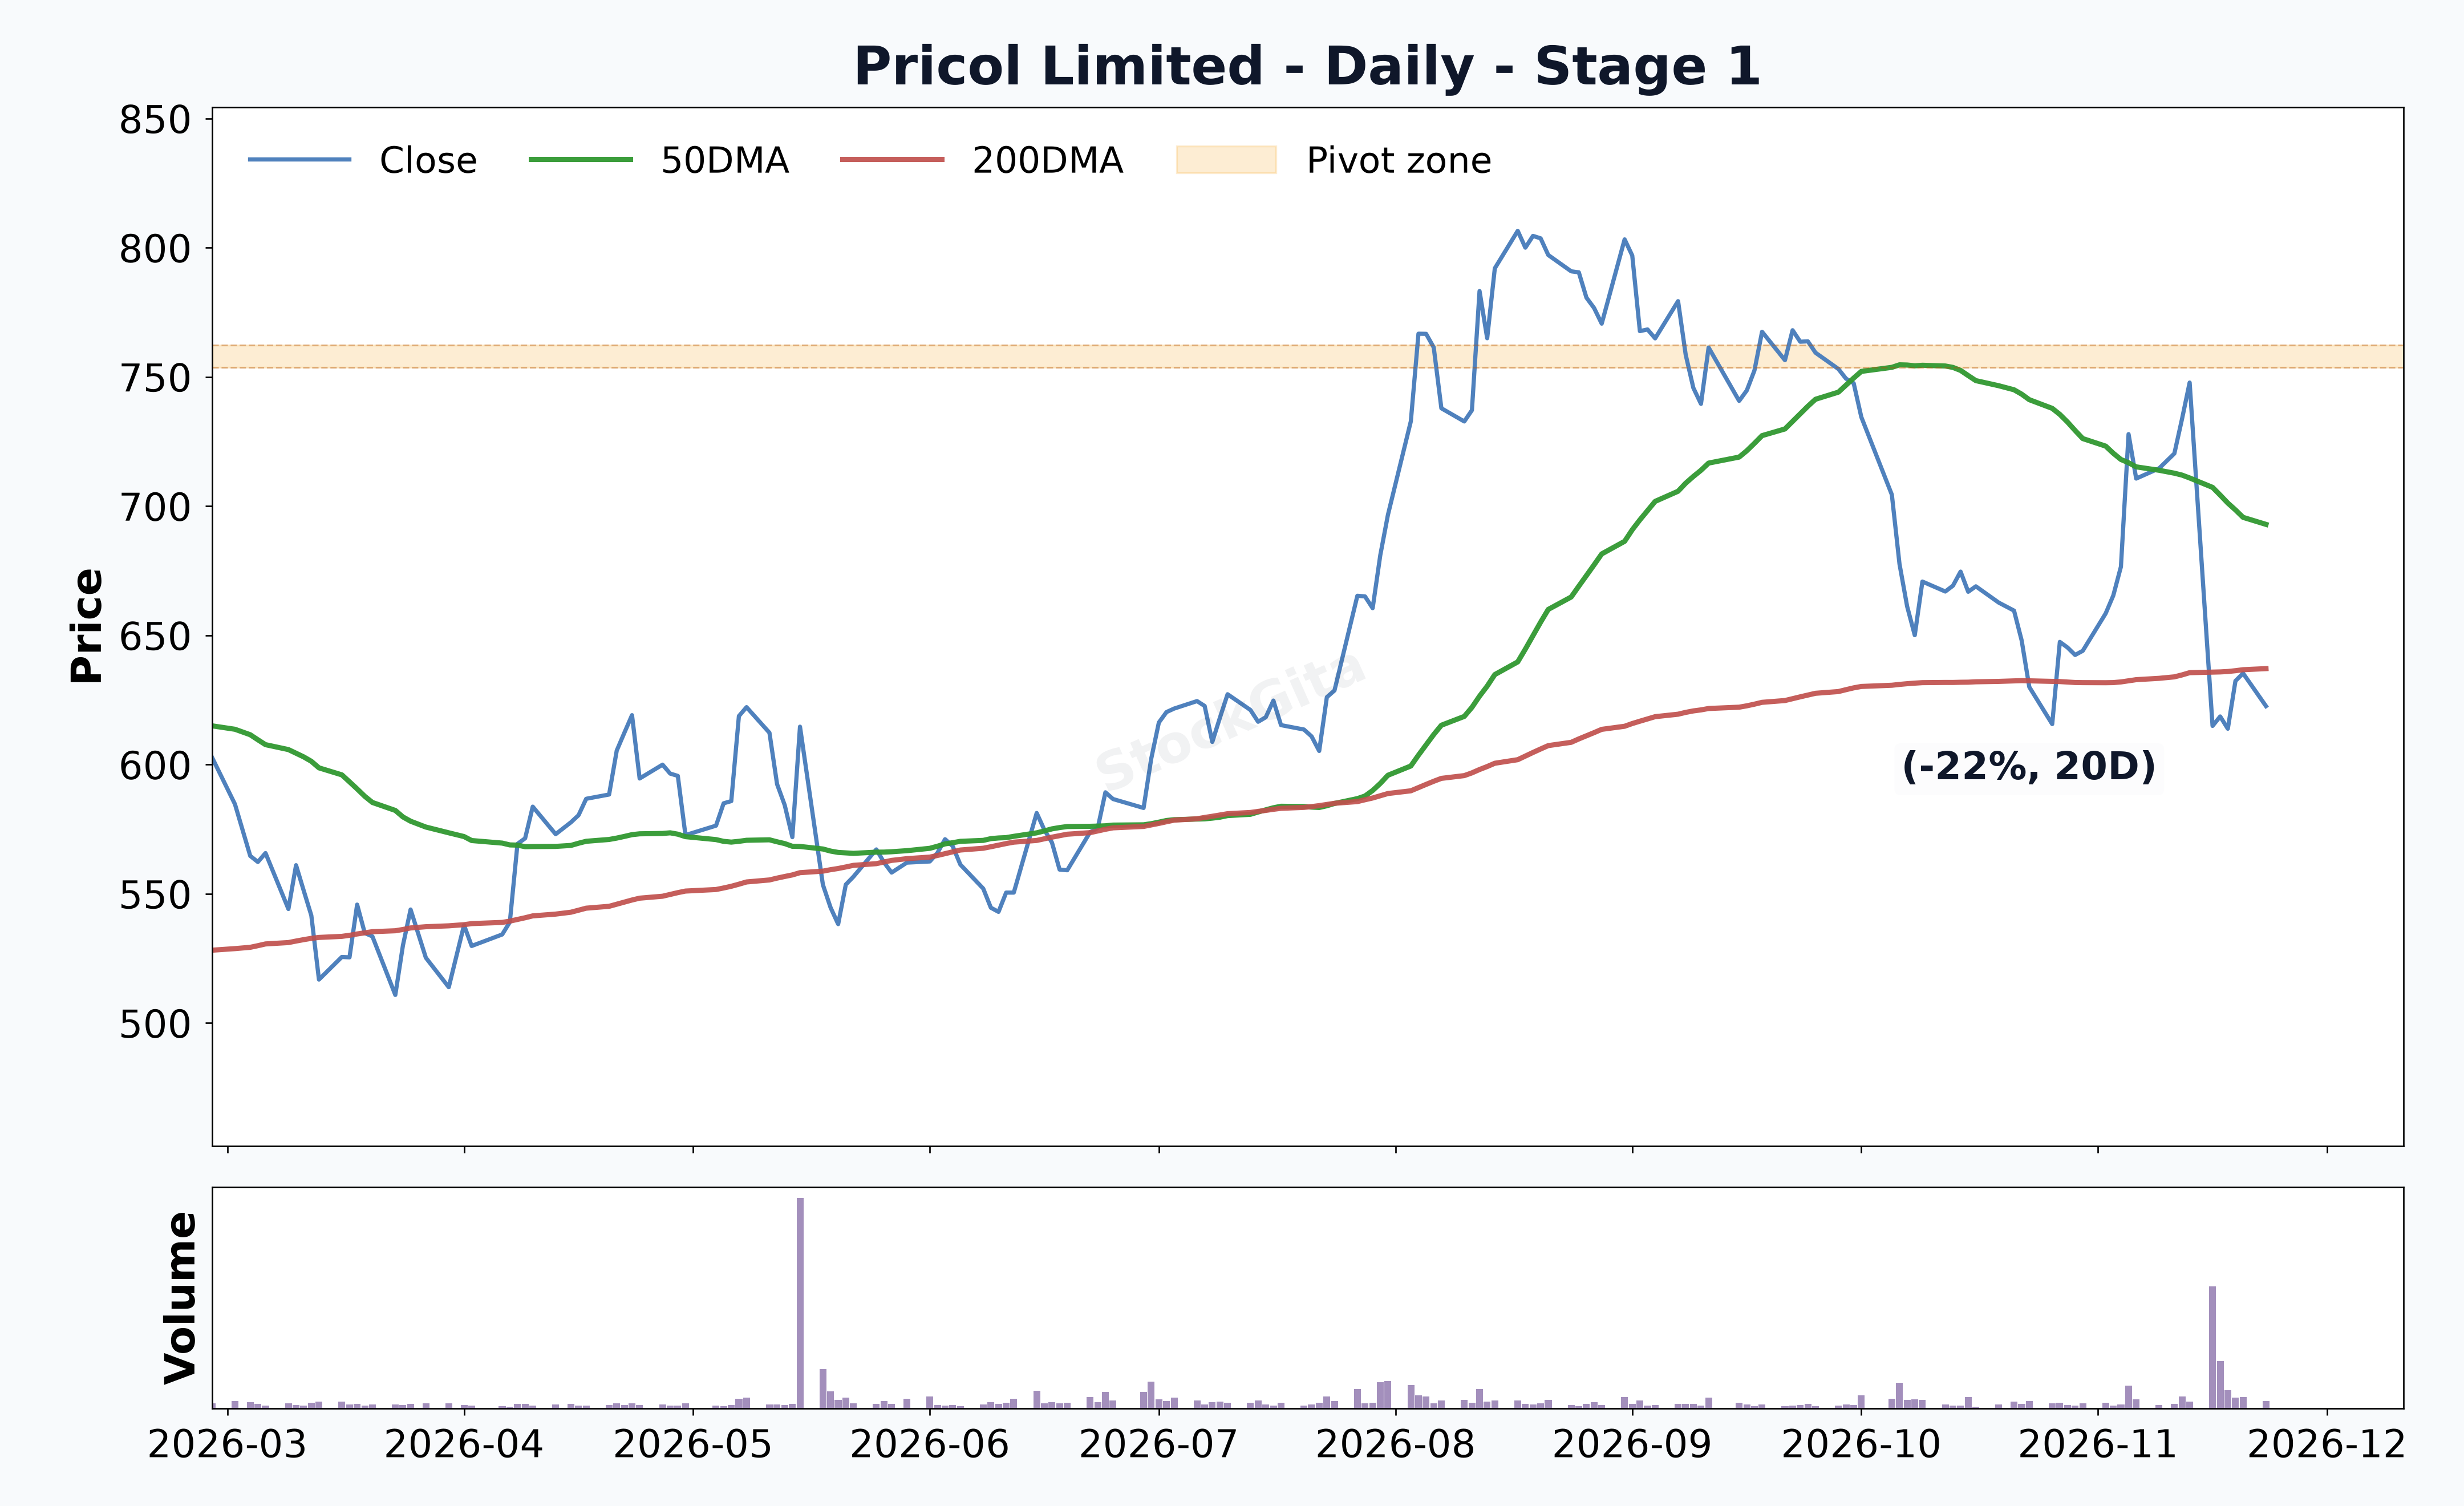 Pricol Limited - Daily - Stage 1
Close 50DMA 200DMA Pivot zone
850
800
750
700
650
600
550
500
Price
StockGita
(-22%, 20D)
Volume
2026-03 2026-04 2026-05 2026-06 2026-07 2026-08 2026-09 2026-10 2026-11 2026-12